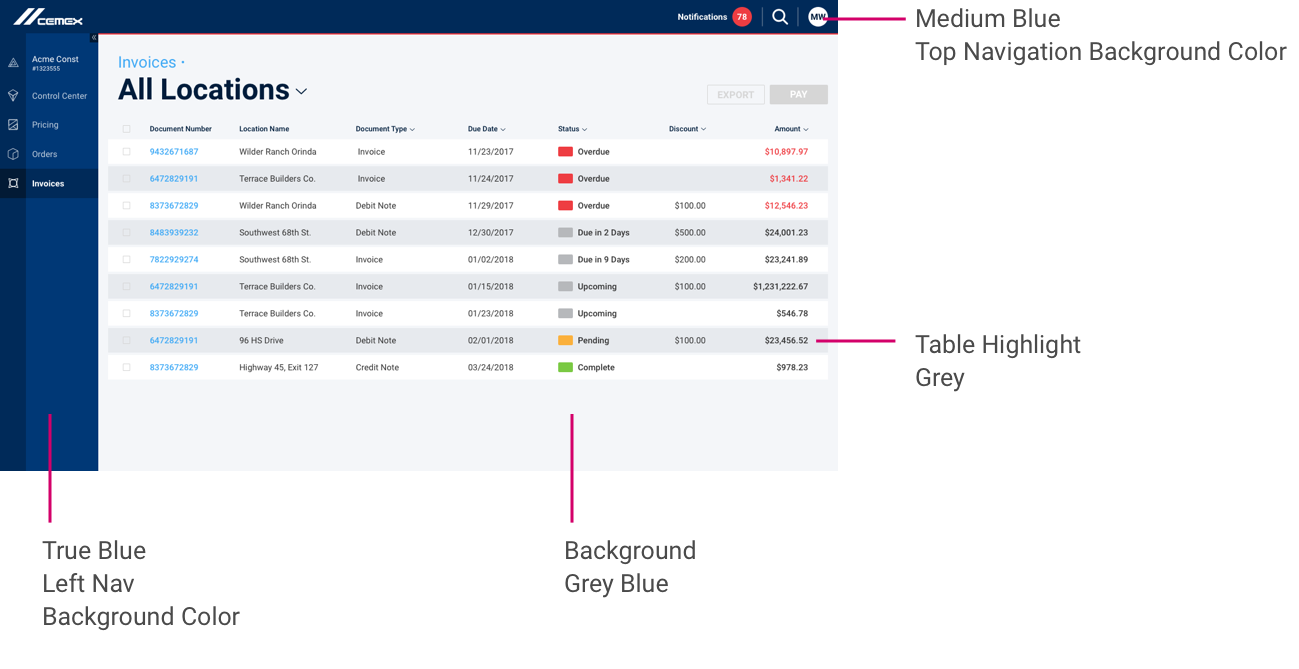 CEMEX
Notifications 78 MW
Medium Blue
Top Navigation Background Color
«
Acme Const
#1323555
Control Center
Pricing
Orders
Invoices
Invoices •
All Locations
EXPORT PAY
Document Number Location Name Document Type Due Date Status Discount Amount
9432671687 Wilder Ranch Orinda Invoice 11/23/2017 Overdue $10,897.97
6472829191 Terrace Builders Co. Invoice 11/24/2017 Overdue $1,341.22
8373672829 Wilder Ranch Orinda Debit Note 11/29/2017 Overdue $100.00 $12,546.23
8483939232 Southwest 68th St. Debit Note 12/30/2017 Due in 2 Days $500.00 $24,001.23
7822929274 Southwest 68th St. Invoice 01/02/2018 Due in 9 Days $200.00 $23,241.89
6472829191 Terrace Builders Co. Invoice 01/15/2018 Upcoming $100.00 $1,231,222.67
8373672829 Terrace Builders Co. Invoice 01/23/2018 Upcoming $546.78
6472829191 96 HS Drive Debit Note 02/01/2018 Pending $100.00 $23,456.52
8373672829 Highway 45, Exit 127 Credit Note 03/24/2018 Complete $978.23
Table Highlight
Grey
True Blue
Left Nav
Background Color
Background
Grey Blue